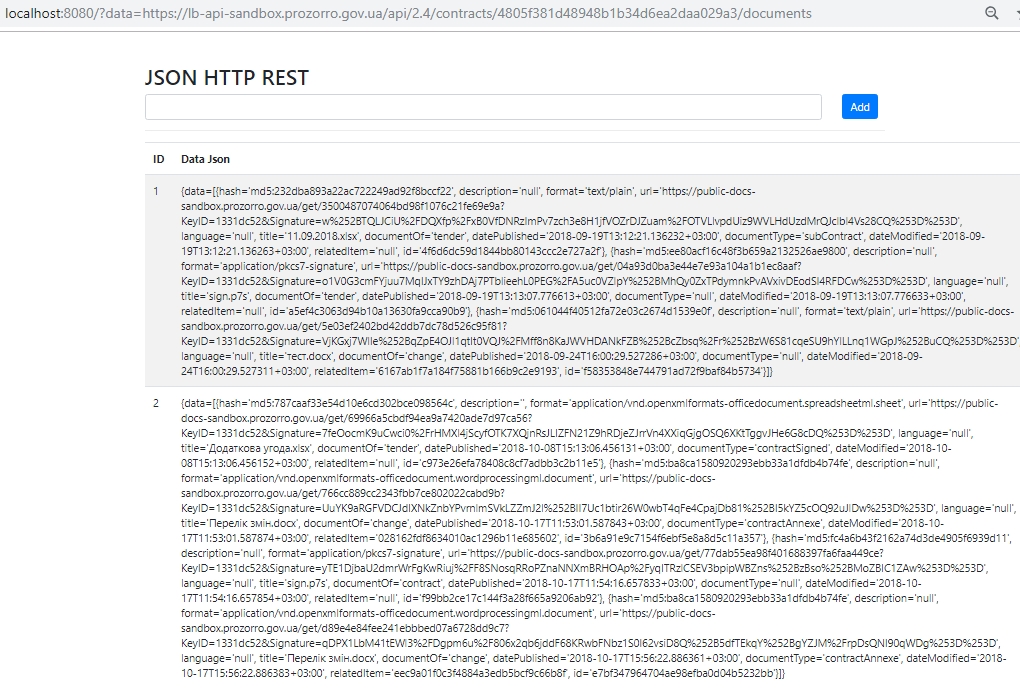 localhost:8080/?data=https://lb-api-sandbox.prozorro.gov.ua/api/2.4/contracts/4805f381d48948b1b34d6ea2daa029a3/documents
JSON HTTP REST
Add
ID Data Json
1 {data=[{hash='md5:232dba893a22ac722249ad92f8bccf22', description='null', format='text/plain', url='https://public-docs-
sandbox.prozorro.gov.ua/get/3500487074064bd98f1076c21fe69e9a?
KeyID=1331dc52&Signature=w%252BTQLJCiU%2FDQXfp%2FxB0VfDNRzImPv7zch3e8H1jfVOZrDJZuam%2FOTVLlvpdUiz9WVLHdUzdMrQJclbl4Vs28CQ%253D%253D',
language='null', title='11.09.2018.xlsx', documentOf='tender', datePublished='2018-09-19T13:12:21.136232+03:00', documentType='subContract', dateModified='2018-09-
19T13:12:21.136263+03:00', relatedItem='null', id='4f6d6dc59d1844bb80143ccc2e727a2f'}, {hash='md5:ee80acf16c48f3b659a2132526ae9800', description='null',
format='application/pkcs7-signature', url='https://public-docs-sandbox.prozorro.gov.ua/get/04a93d0ba3e44e7e93a104a1b1ec8aaf?
KeyID=1331dc52&Signature=o1V0G3cmFYjuu7MqIJxTY9zhDAj7PTblieehL0PEG%2FA5uc0VZlpY%252BMhQy0ZxTPdymnkPvAVxivDEodSl4RFDCw%253D%253D', language='null',
title='sign.p7s', documentOf='tender', datePublished='2018-09-19T13:13:07.776613+03:00', documentType='null', dateModified='2018-09-19T13:13:07.776633+03:00',
relatedItem='null', id='a5ef4c3063d94b10a13630fa9cca90b9'}, {hash='md5:061044f40512fa72e03c2674d1539e0f', description='null', format='text/plain', url='https://public-docs-
sandbox.prozorro.gov.ua/get/5e03ef2402bd42ddb7dc78d526c95f81?
KeyID=1331dc52&Signature=VjKGxj7WlIe%252BqZpE4OJl1qtlt0VQJ%2FMff8n8KaJWVHDANkFZB%252BcZbsq%2Fr%252BzW6S81cqeSU9hYILLnq1WGpJ%252BuCQ%253D%253D',
language='null', title='тест.docx', documentOf='change', datePublished='2018-09-24T16:00:29.527286+03:00', documentType='null', dateModified='2018-09-
24T16:00:29.527311+03:00', relatedItem='6167ab1f7a184f75881b166b9c2e9193', id='f58353848e744791ad72f9baf84b5734'}]}
2 {data=[{hash='md5:787caaf33e54d10e6cd302bce098564c', description='', format='application/vnd.openxmlformats-officedocument.spreadsheetml.sheet', url='https://public-
docs-sandbox.prozorro.gov.ua/get/69966a5cbdf94ea9a7420ade7d97ca56?
KeyID=1331dc52&Signature=7feOocmK9uCwci0%2FrHMXl4jScyfOTK7XQjnRsJLIZFN21Z9hRDjeZJrrVn4XXiqGjgOSQ6XKtTggvJHe6G8cDQ%253D%253D', language='null',
title='Додаткова угода.xlsx', documentOf='tender', datePublished='2018-10-08T15:13:06.456131+03:00', documentType='contractSigned', dateModified='2018-10-
08T15:13:06.456152+03:00', relatedItem='null', id='c973e26efa78408c8cf7adbb3c2b11e5'}, {hash='md5:ba8ca1580920293ebb33a1dfdb4b74fe', description='null',
format='application/vnd.openxmlformats-officedocument.wordprocessingml.document', url='https://public-docs-
sandbox.prozorro.gov.ua/get/766cc889cc2343fbb7ce802022cabd9b?
KeyID=1331dc52&Signature=UuYK9aRGFVDCJdIXNkZnbYPvrnlmSVkLZZmJ2l%252BIl7Uc1btir26W0wbT4qFe4CpajDb81%252BI5kYZ5cOQ92uJIDw%253D%253D', language='null',
title='Перелік змін.docx', documentOf='change', datePublished='2018-10-17T11:53:01.587843+03:00', documentType='contractAnnexe', dateModified='2018-10-
17T11:53:01.587874+03:00', relatedItem='028162fdf8634010ac1296b11e685602', id='3b6a91e9c7154f6ebf5e8a8d5c11a357'}, {hash='md5:fc4a6b43f2162a74d3de4905f6939d11',
description='null', format='application/pkcs7-signature', url='https://public-docs-sandbox.prozorro.gov.ua/get/77dab55ea98f401688397fa6faa449ce?
KeyID=1331dc52&Signature=yTE1DjbaU2dmrWrFgKwRiuj%2FF8SNosqRRoPZnaNNXmBRHOAp%2FyqITRzlCSEV3bpipWBZns%252BzBso%252BMoZBIC1ZAw%253D%253D',
language='null', title='sign.p7s', documentOf='contract', datePublished='2018-10-17T11:54:16.657833+03:00', documentType='null', dateModified='2018-10-
17T11:54:16.657854+03:00', relatedItem='null', id='f99bb2ce17c144f3a28f665a9206ab92'}, {hash='md5:ba8ca1580920293ebb33a1dfdb4b74fe', description='null',
format='application/vnd.openxmlformats-officedocument.wordprocessingml.document', url='https://public-docs-
sandbox.prozorro.gov.ua/get/d89e4e84fee241ebbbed07a6728dd9c7?
KeyID=1331dc52&Signature=qDPX1LbM41tEWl3%2FDgpm6u%2F806x2qb6jddF68KRwbFNbz1S0l62vsiD8Q%252B5dfTEkqY%252BgYZJM%2FrpDsQNl90qWDg%253D%253D',
language='null', title='Перелік змін.docx', documentOf='change', datePublished='2018-10-17T15:56:22.886361+03:00', documentType='contractAnnexe', dateModified='2018-
10-17T15:56:22.886383+03:00', relatedItem='eec9a01f0c3f4884a3edb5bcf9c66b8f', id='e7bf347964704ae98efba0d04b5232bb'}]}